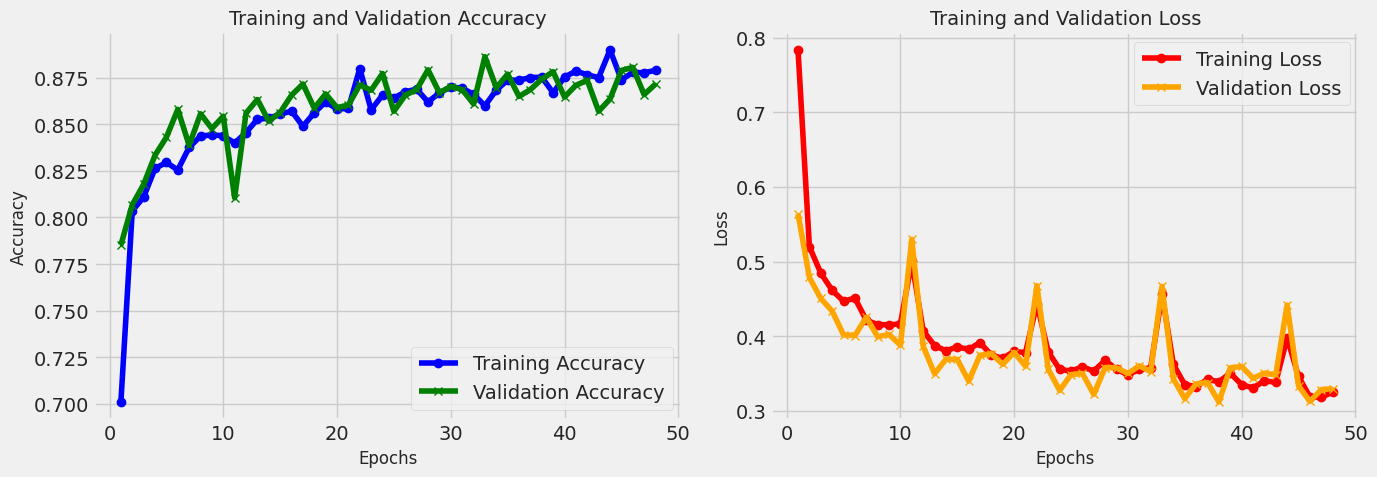 Training and Validation Accuracy
Accuracy
0.875
0.850
0.825
0.800
0.775
0.750
0.725
0.700
Training Accuracy
Validation Accuracy
0 10 20 30 40 50
Epochs
Training and Validation Loss
Loss
0.8
0.7
0.6
0.5
0.4
0.3
Training Loss
Validation Loss
0 10 20 30 40 50
Epochs